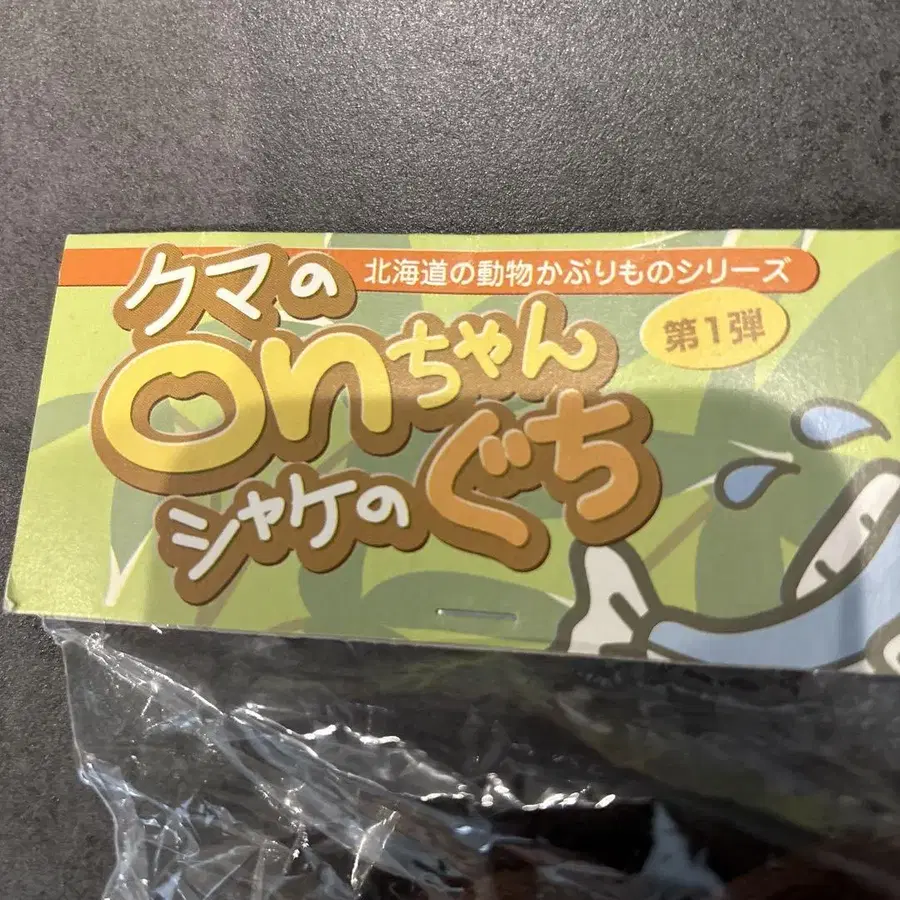 北海道の動物かぶりものシリーズ
第1弾
クマの
onちゃん
シャケの
ぐち